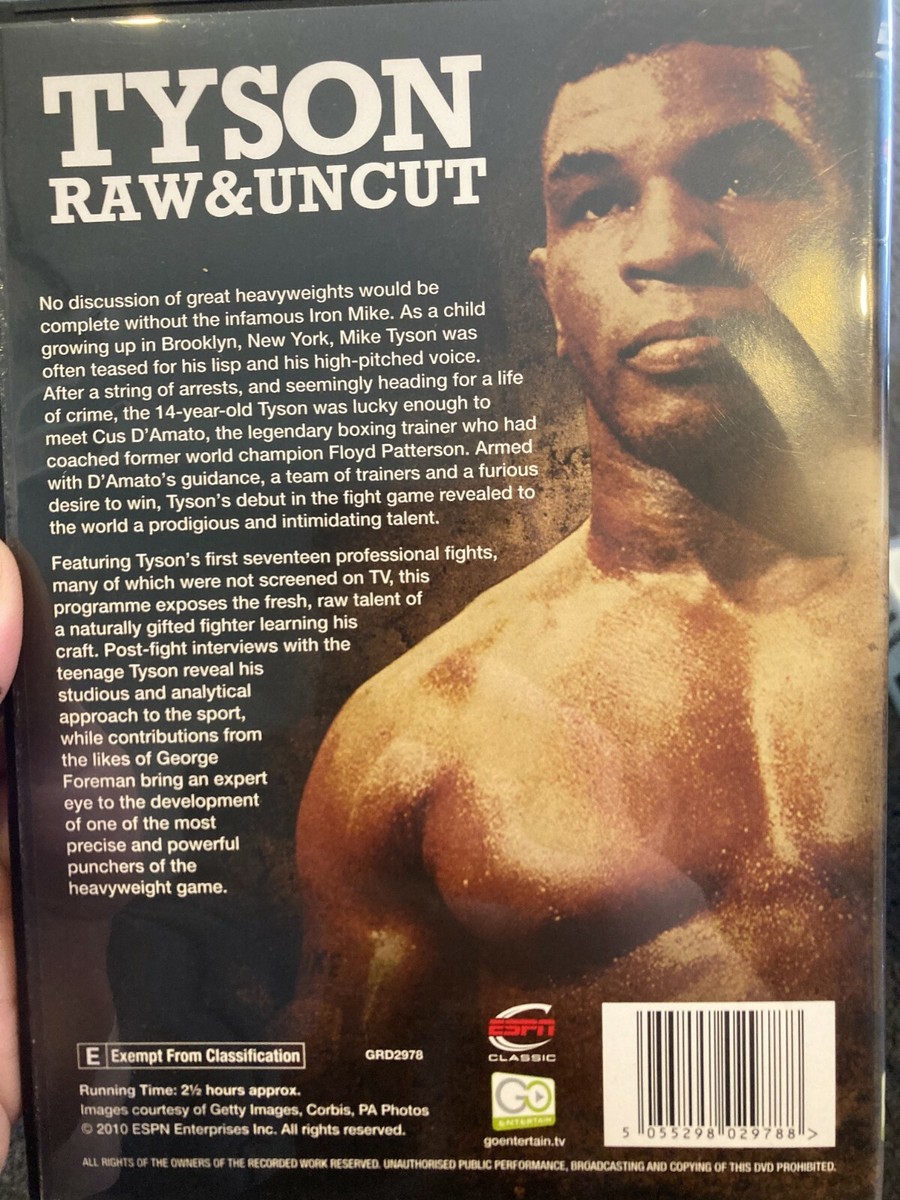 TYSON
RAW&UNCUT
No discussion of great heavyweights would be
complete without the infamous Iron Mike. As a child
growing up in Brooklyn, New York, Mike Tyson was
often teased for his lisp and his high-pitched voice.
After a string of arrests, and seemingly heading for a life
of crime, the 14-year-old Tyson was lucky enough to
meet Cus D'Amato, the legendary boxing trainer who had
coached former world champion Floyd Patterson. Armed
with D'Amato's guidance, a team of trainers and a furious
desire to win, Tyson's debut in the fight game revealed to
the world a prodigious and intimidating talent.
Featuring Tyson's first seventeen professional fights,
many of which were not screened on TV, this
programme exposes the fresh, raw talent of
a naturally gifted fighter learning his
craft. Post-fight interviews with the
teenage Tyson reveal his
studious and analytical
approach to the sport,
while contributions from
the likes of George
Foreman bring an expert
eye to the development
of one of the most
precise and powerful
punchers of the
heavyweight game.
E Exempt From Classification
GRD2978
Running Time: 2½ hours approx.
Images courtesy of Getty Images, Corbis, PA Photos
© 2010 ESPN Enterprises Inc. All rights reserved.
ESPN
CLASSIC
GO
ENTERTAIN
goentertain.tv
5 055298 029788 >
ALL RIGHTS OF THE OWNERS OF THE RECORDED WORK RESERVED. UNAUTHORISED PUBLIC PERFORMANCE, BROADCASTING AND COPYING OF THIS DVD PROHIBITED.